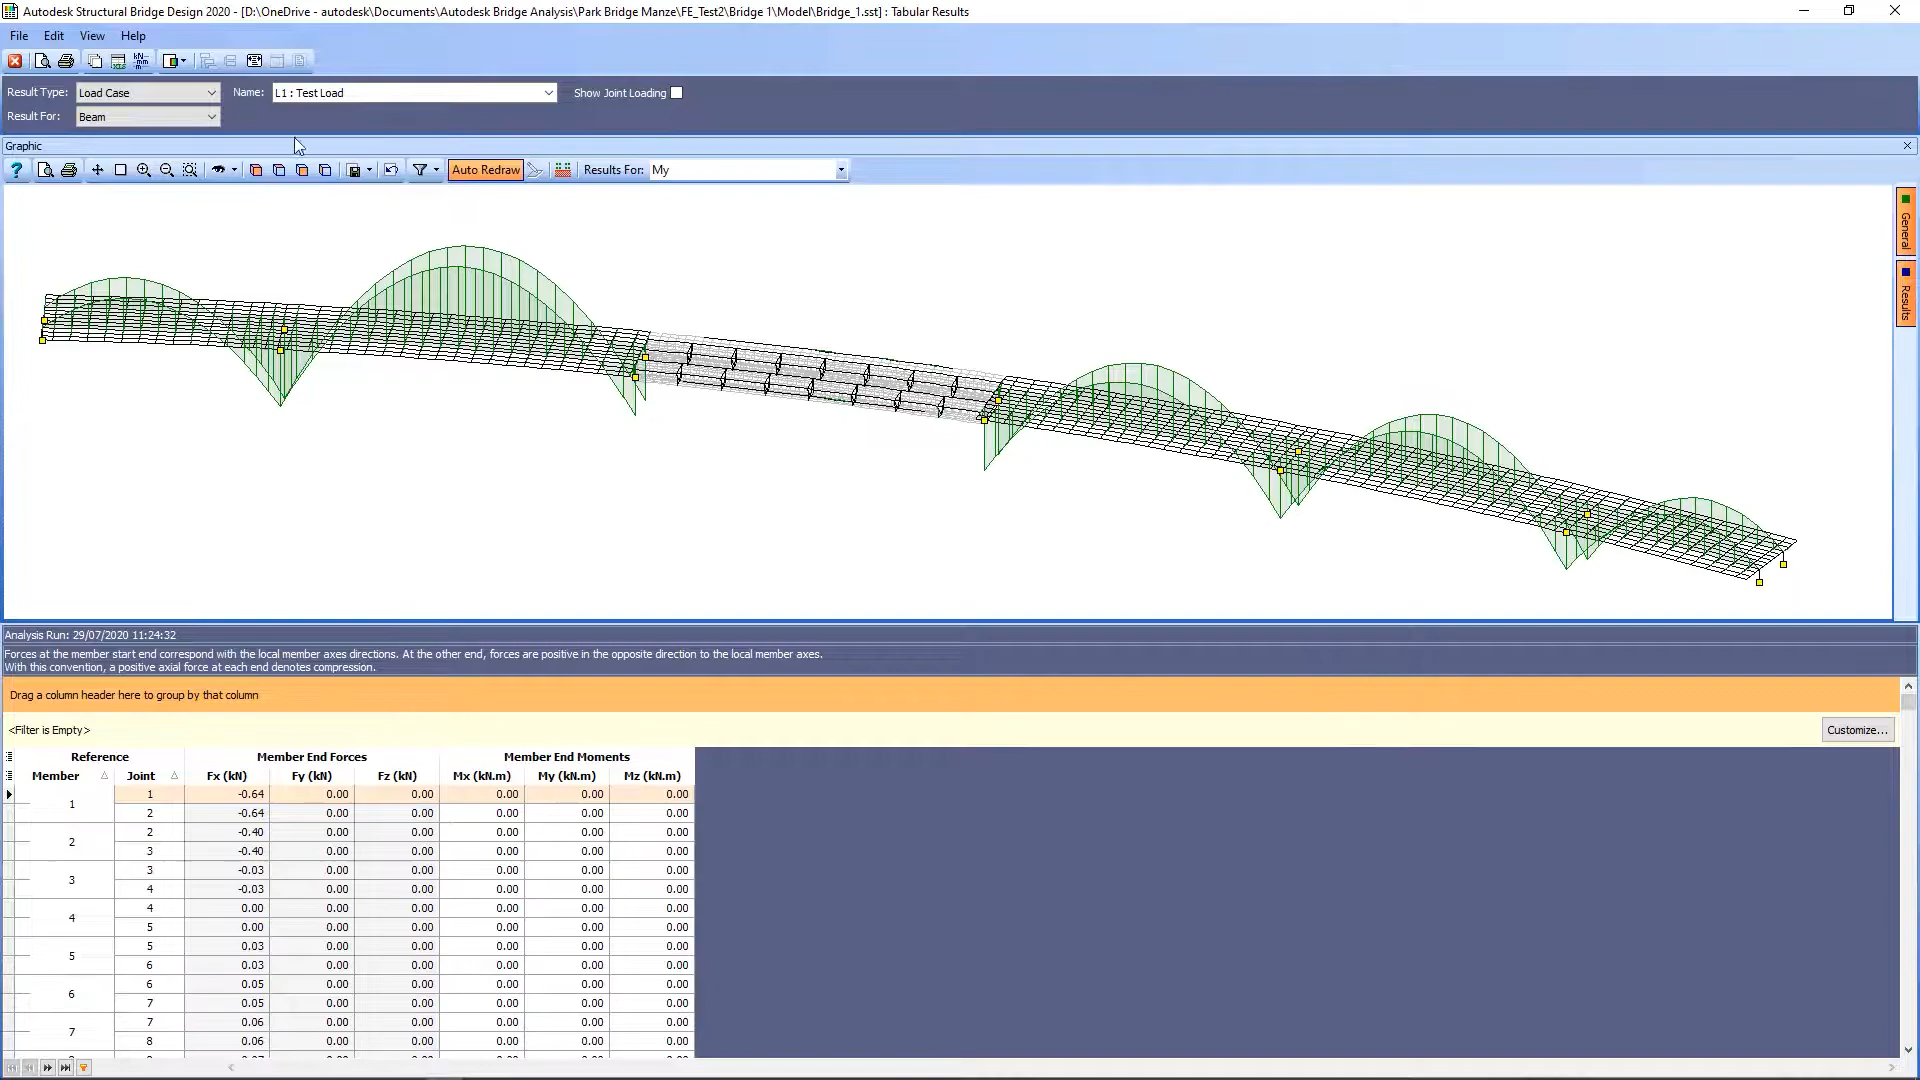 Autodesk Structural Bridge Design 2020 - [D:\OneDrive - autodesk\Documents\Autodesk Bridge Analysis\Park Bridge Manze\FE_Test2\Bridge 1\Model\Bridge_1.sst] : Tabular Results
File Edit View Help
Result Type: Load Case Name: L1 : Test Load Show Joint Loading
Result For: Beam
Graphic
Auto Redraw Results For: My
General
Results
Analysis Run: 29/07/2020 11:24:32
Forces at the member start end correspond with the local member axes directions. At the other end, forces are positive in the opposite direction to the local member axes.
With this convention, a positive axial force at each end denotes compression.
Drag a column header here to group by that column
<Filter is Empty> Customize...
Reference Member End Forces Member End Moments
Member Joint Fx (kN) Fy (kN) Fz (kN) Mx (kN.m) My (kN.m) Mz (kN.m)
1 1 -0.64 0.00 0.00 0.00 0.00 0.00
2 -0.64 0.00 0.00 0.00 0.00 0.00
2 2 -0.40 0.00 0.00 0.00 0.00 0.00
3 -0.40 0.00 0.00 0.00 0.00 0.00
3 3 -0.03 0.00 0.00 0.00 0.00 0.00
4 -0.03 0.00 0.00 0.00 0.00 0.00
4 4 0.00 0.00 0.00 0.00 0.00 0.00
5 0.00 0.00 0.00 0.00 0.00 0.00
5 5 0.03 0.00 0.00 0.00 0.00 0.00
6 0.03 0.00 0.00 0.00 0.00 0.00
6 6 0.05 0.00 0.00 0.00 0.00 0.00
7 0.05 0.00 0.00 0.00 0.00 0.00
7 7 0.06 0.00 0.00 0.00 0.00 0.00
8 0.06 0.00 0.00 0.00 0.00 0.00